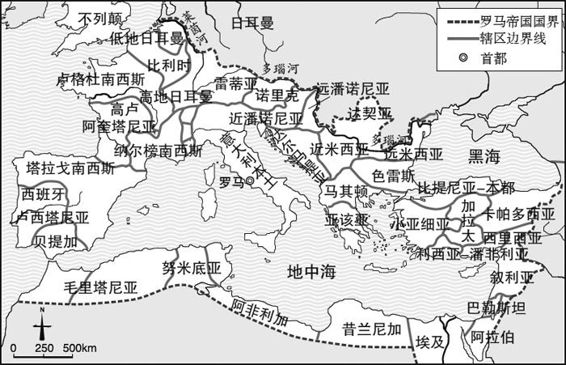 不列颠
莱茵河
日耳曼
罗马帝国国界
辖区边界线
首都
低地日耳曼
比利时
多瑙河
卢格杜南西斯
高地日耳曼
雷蒂亚
诺里克
远潘诺尼亚
达契亚
高卢
阿奎塔尼亚
近潘诺尼亚
多瑙河
纳尔榜南西斯
意大利本土
达尔马提亚
近米西亚
远米西亚
黑海
塔拉戈南西斯
罗马
色雷斯
西班牙
马其顿
比提尼亚-本都
卢西塔尼亚
亚该亚
小亚细亚
加拉太
卡帕多西亚
贝提加
西里西亚
利西亚-潘菲利亚
努米底亚
地中海
叙利亚
毛里塔尼亚
阿非利加
昔兰尼加
巴勒斯坦
埃及
阿拉伯
N
0 250 500km